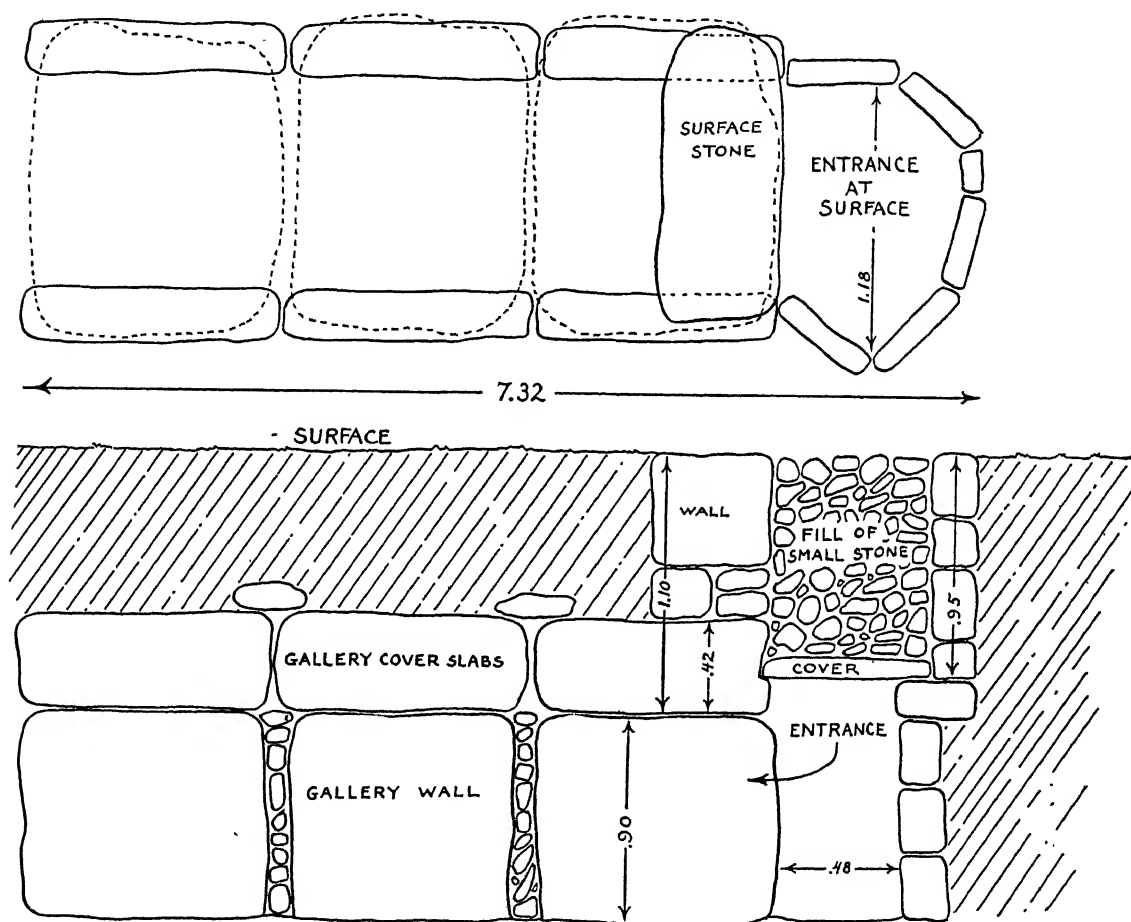 SURFACE
STONE
ENTRANCE
AT
SURFACE
1.18
7.32
- SURFACE
WALL
FILL OF
SMALL STONE
1.10
.95
GALLERY COVER SLABS
.42
COVER
ENTRANCE
GALLERY WALL
.90
.48